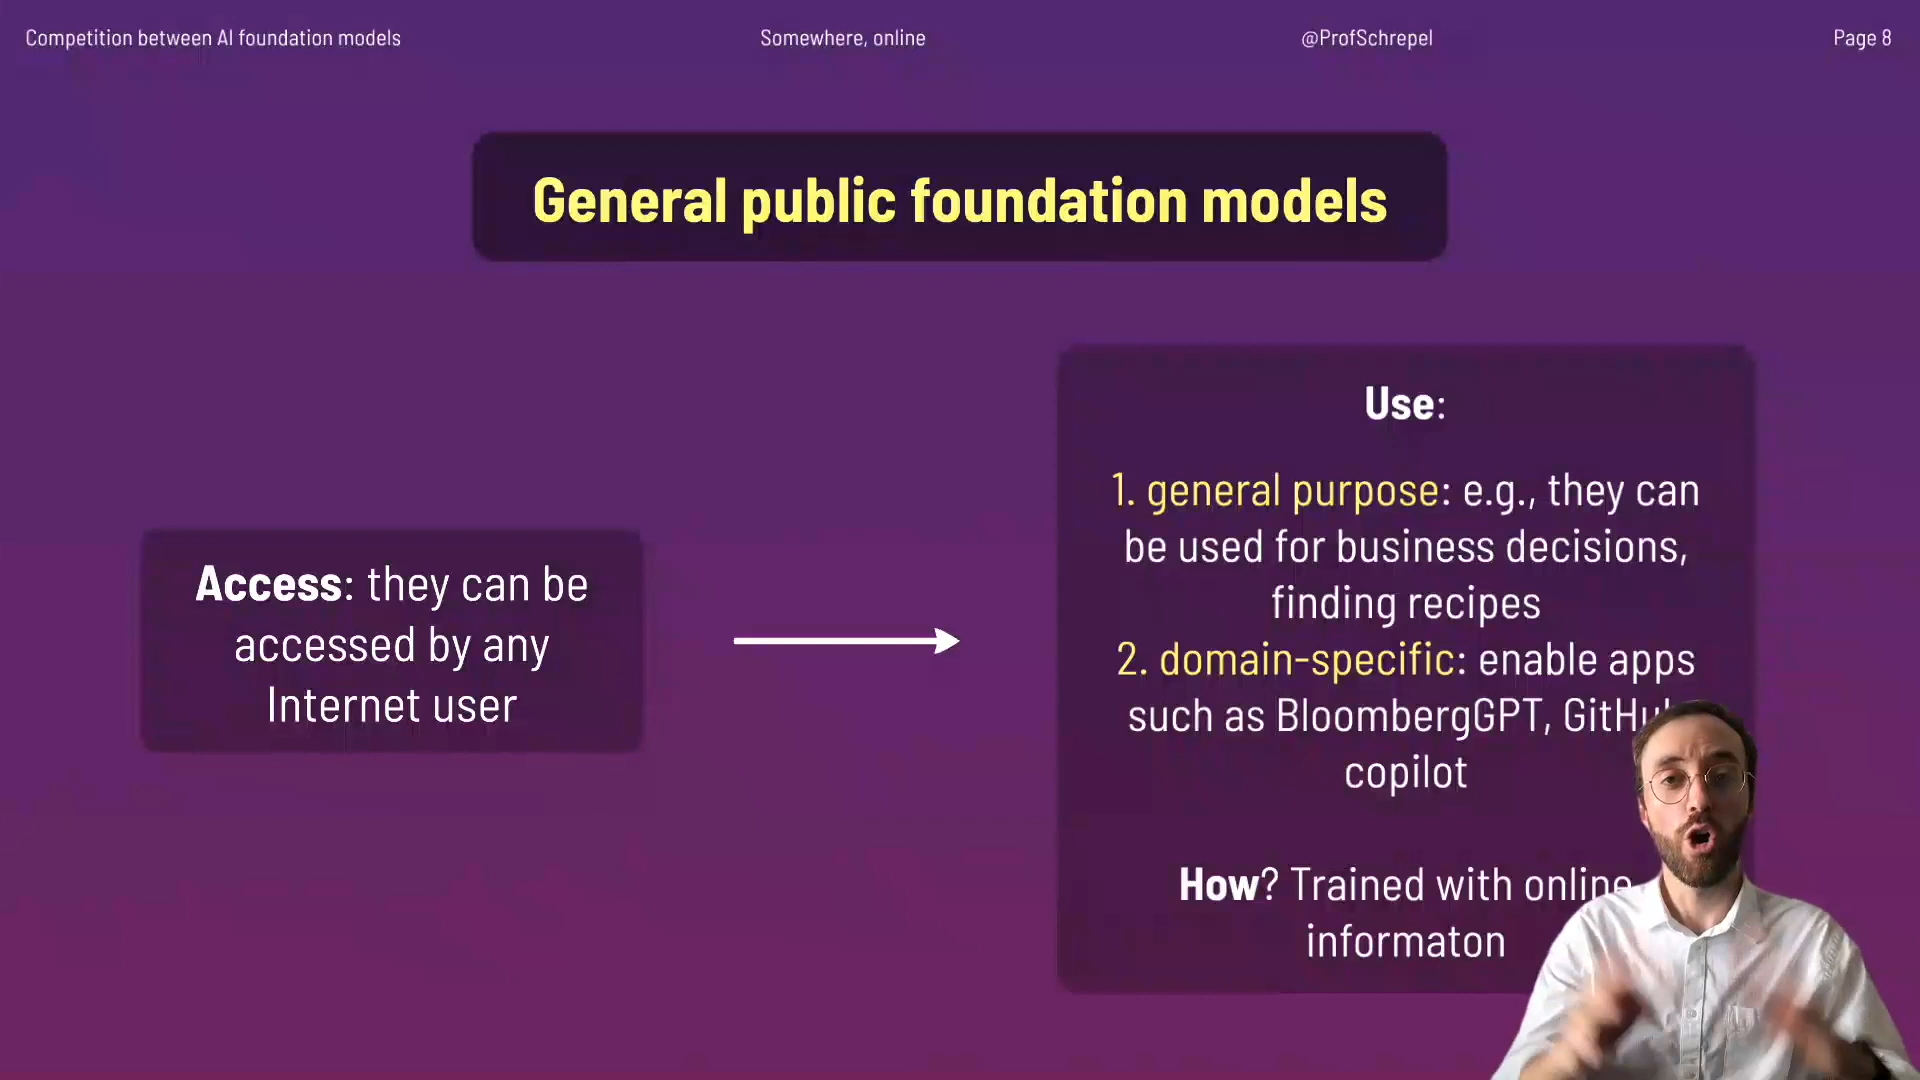 Competition between AI foundation models
Somewhere, online
@ProfSchrepel
Page 8
General public foundation models
Access: they can be
accessed by any
Internet user
Use:
1. general purpose: e.g., they can
be used for business decisions,
finding recipes
2. domain-specific: enable apps
such as BloombergGPT, GitHub
copilot
How? Trained with online
informaton